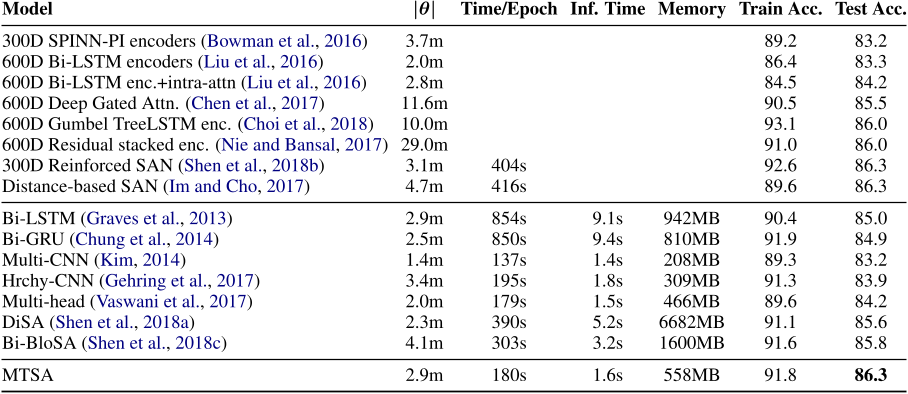 Model |θ| Time/Epoch Inf. Time Memory Train Acc. Test Acc.
300D SPINN-PI encoders (Bowman et al., 2016) 3.7m 89.2 83.2
600D Bi-LSTM encoders (Liu et al., 2016) 2.0m 86.4 83.3
600D Bi-LSTM enc.+intra-attn (Liu et al., 2016) 2.8m 84.5 84.2
600D Deep Gated Attn. (Chen et al., 2017) 11.6m 90.5 85.5
600D Gumbel TreeLSTM enc. (Choi et al., 2018) 10.0m 93.1 86.0
600D Residual stacked enc. (Nie and Bansal, 2017) 29.0m 91.0 86.0
300D Reinforced SAN (Shen et al., 2018b) 3.1m 404s 92.6 86.3
Distance-based SAN (Im and Cho, 2017) 4.7m 416s 89.6 86.3
Bi-LSTM (Graves et al., 2013) 2.9m 854s 9.1s 942MB 90.4 85.0
Bi-GRU (Chung et al., 2014) 2.5m 850s 9.4s 810MB 91.9 84.9
Multi-CNN (Kim, 2014) 1.4m 137s 1.4s 208MB 89.3 83.2
Hrchy-CNN (Gehring et al., 2017) 3.4m 195s 1.8s 309MB 91.3 83.9
Multi-head (Vaswani et al., 2017) 2.0m 179s 1.5s 466MB 89.6 84.2
DiSA (Shen et al., 2018a) 2.3m 390s 5.2s 6682MB 91.1 85.6
Bi-BloSA (Shen et al., 2018c) 4.1m 303s 3.2s 1600MB 91.6 85.8
MTSA 2.9m 180s 1.6s 558MB 91.8 86.3